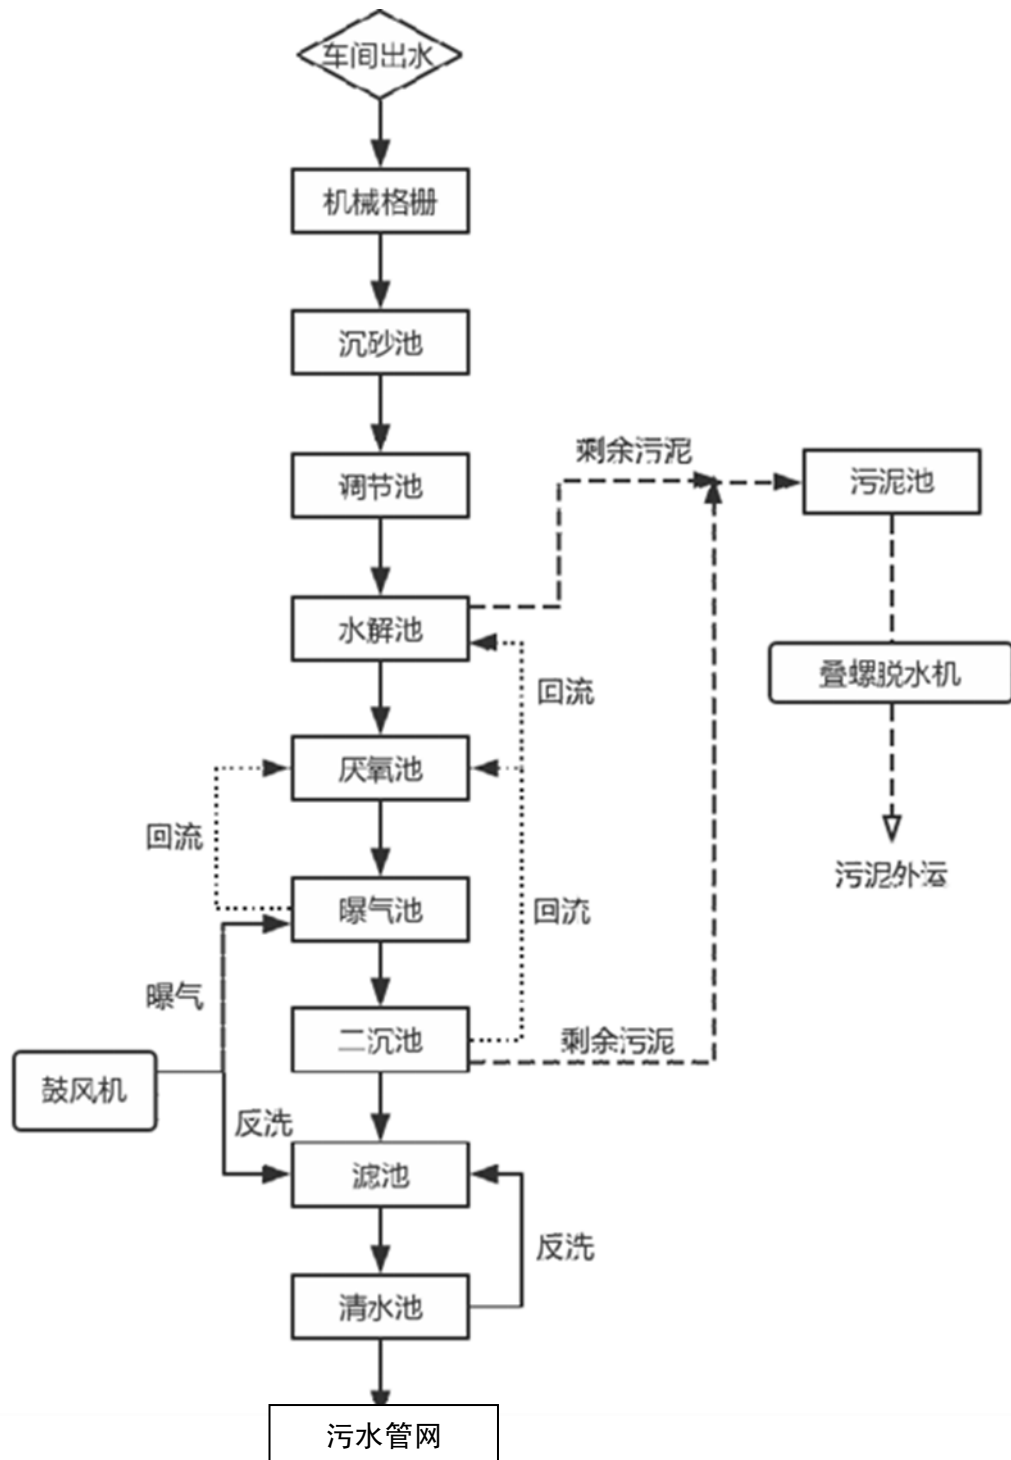 车间出水
机械格栅
沉砂池
调节池
剩余污泥
污泥池
水解池
回流
叠螺脱水机
厌氧池
回流
污泥外运
曝气池
回流
曝气
二沉池
剩余污泥
鼓风机
反洗
滤池
反洗
清水池
污水管网